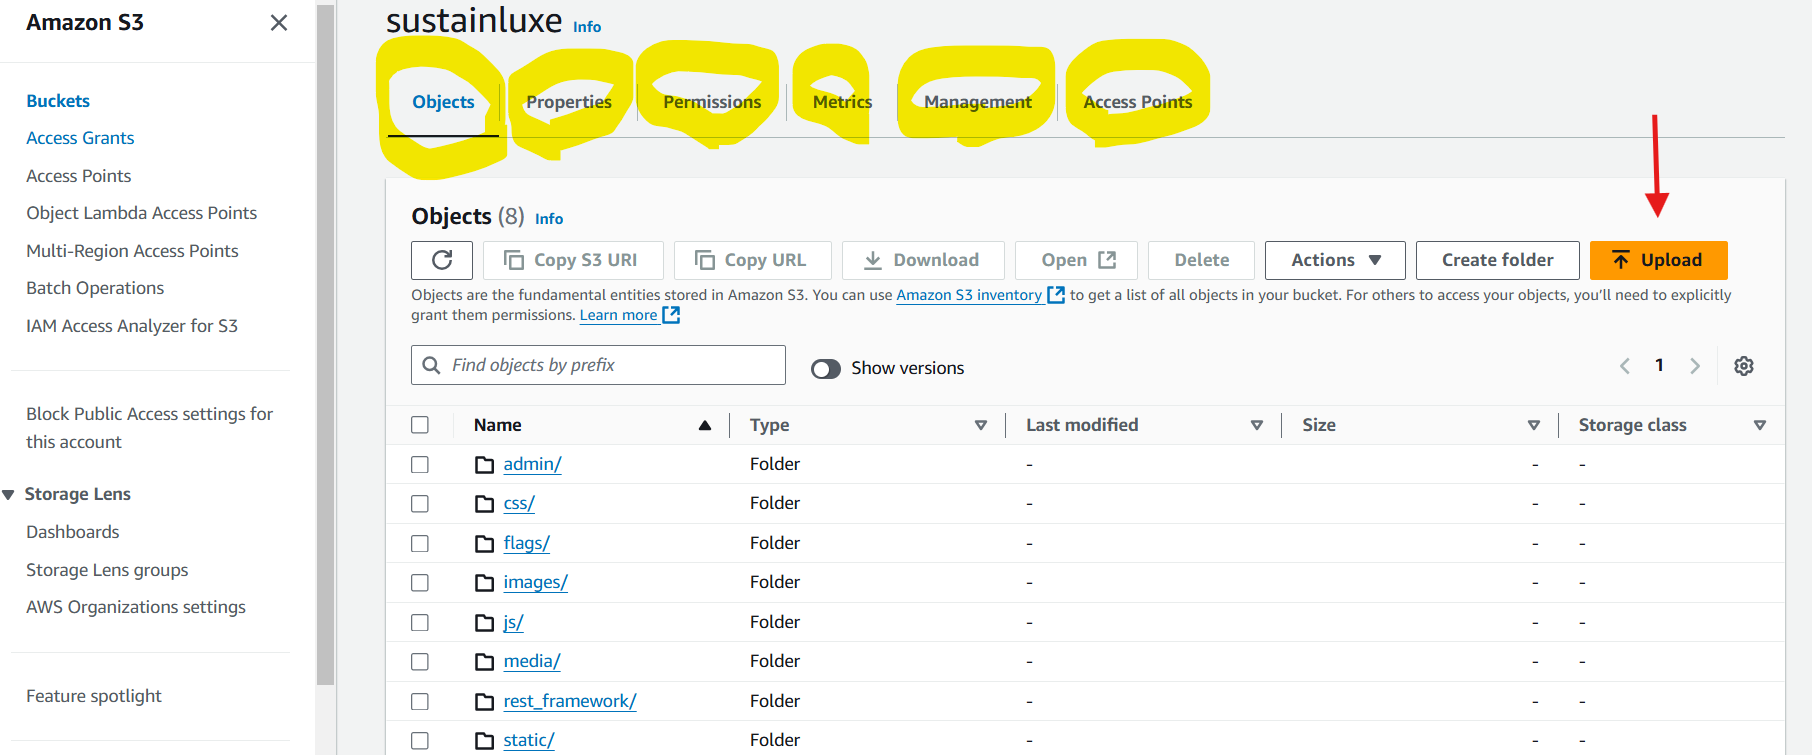 Amazon S3
Buckets
Access Grants
Access Points
Object Lambda Access Points
Multi-Region Access Points
Batch Operations
IAM Access Analyzer for S3
Block Public Access settings for
this account
Storage Lens
Dashboards
Storage Lens groups
AWS Organizations settings
Feature spotlight
sustainluxe Info
Objects Properties Permissions Metrics Management Access Points
Objects (8) Info
Copy S3 URI Copy URL Download Open Delete Actions Create folder Upload
Objects are the fundamental entities stored in Amazon S3. You can use Amazon S3 inventory to get a list of all objects in your bucket. For others to access your objects, you'll need to explicitly
grant them permissions. Learn more
Find objects by prefix Show versions 1
Name Type Last modified Size Storage class
admin/ Folder - - -
css/ Folder - - -
flags/ Folder - - -
images/ Folder - - -
js/ Folder - - -
media/ Folder - - -
rest_framework/ Folder - - -
static/ Folder - - -